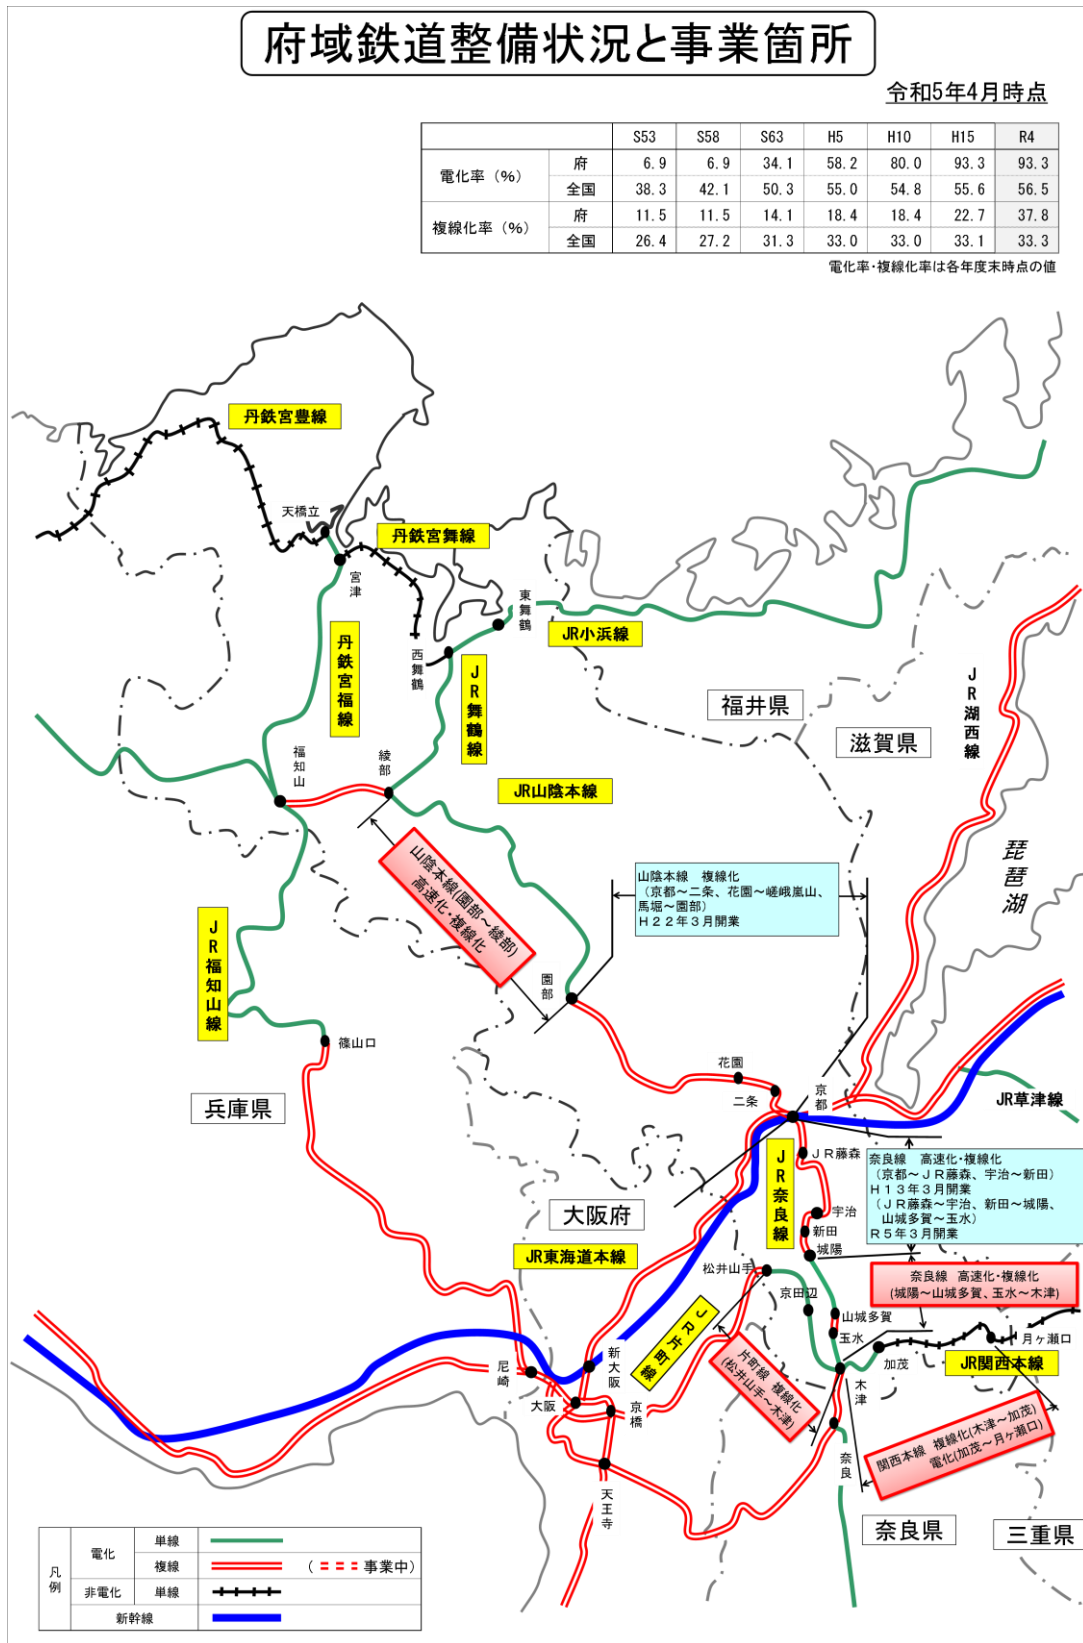 府域鉄道整備状況と事業箇所
令和5年4月時点
S53 S58 S63 H5 H10 H15 R4
電化率（%） 府 6.9 6.9 34.1 58.2 80.0 93.3 93.3
全国 38.3 42.1 50.3 55.0 54.8 55.6 56.5
複線化率（%） 府 11.5 11.5 14.1 18.4 18.4 22.7 37.8
全国 26.4 27.2 31.3 33.0 33.0 33.1 33.3
電化率・複線化率は各年度末時点の値
丹鉄宮豊線
天橋立
丹鉄宮舞線
宮津
東舞鶴
JR小浜線
丹鉄宮福線
西舞鶴
JR舞鶴線
福井県
滋賀県
JR湖西線
福知山
綾部
JR山陰本線
琵琶湖
山陰本線(園部～綾部)
高速化・複線化
山陰本線　複線化
（京都～二条、花園～嵯峨嵐山、
馬堀～園部）
H22年3月開業
JR福知山線
園部
篠山口
花園
二条
京都
兵庫県
JR草津線
JR藤森
JR奈良線
奈良線　高速化・複線化
（京都～JR藤森、宇治～新田）
H13年3月開業
（JR藤森～宇治、新田～城陽、
山城多賀～玉水）
R5年3月開業
大阪府
宇治
新田
城陽
JR東海道本線
松井山手
奈良線　高速化・複線化
(城陽～山城多賀、玉水～木津)
京田辺
山城多賀
玉水
JR片町線
月ヶ瀬口
加茂
JR関西本線
尼崎
新大阪
片町線　複線化
(松井山手～木津)
木津
大阪
京橋
関西本線　複線化(木津～加茂)
電化(加茂～月ヶ瀬口)
奈良
天王寺
奈良県
三重県
凡例
電化 単線
複線 （ 事業中）
非電化 単線
新幹線